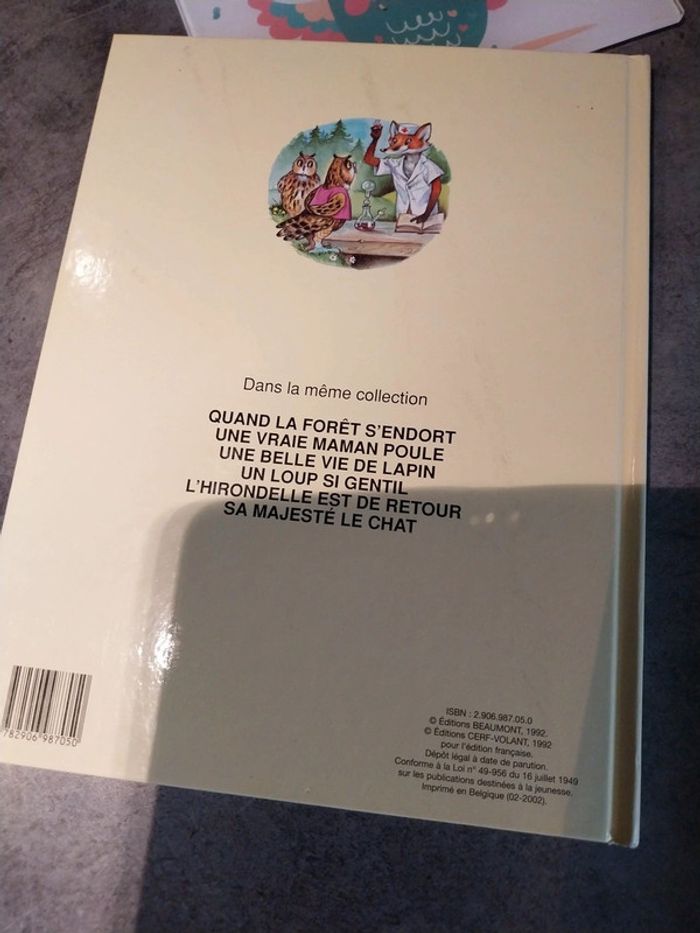 Dans la même collection
QUAND LA FORÊT S'ENDORT
UNE VRAIE MAMAN POULE
UNE BELLE VIE DE LAPIN
UN LOUP SI GENTIL
L'HIRONDELLE EST DE RETOUR
SA MAJESTÉ LE CHAT
782906 987050
ISBN : 2.906.987.05.0
© Éditions BEAUMONT, 1992.
© Éditions CERF-VOLANT, 1992
pour l'édition française.
Dépôt légal à date de parution.
Conforme à la Loi n° 49-956 du 16 juillet 1949
sur les publications destinées à la jeunesse.
Imprimé en Belgique (02-2002).